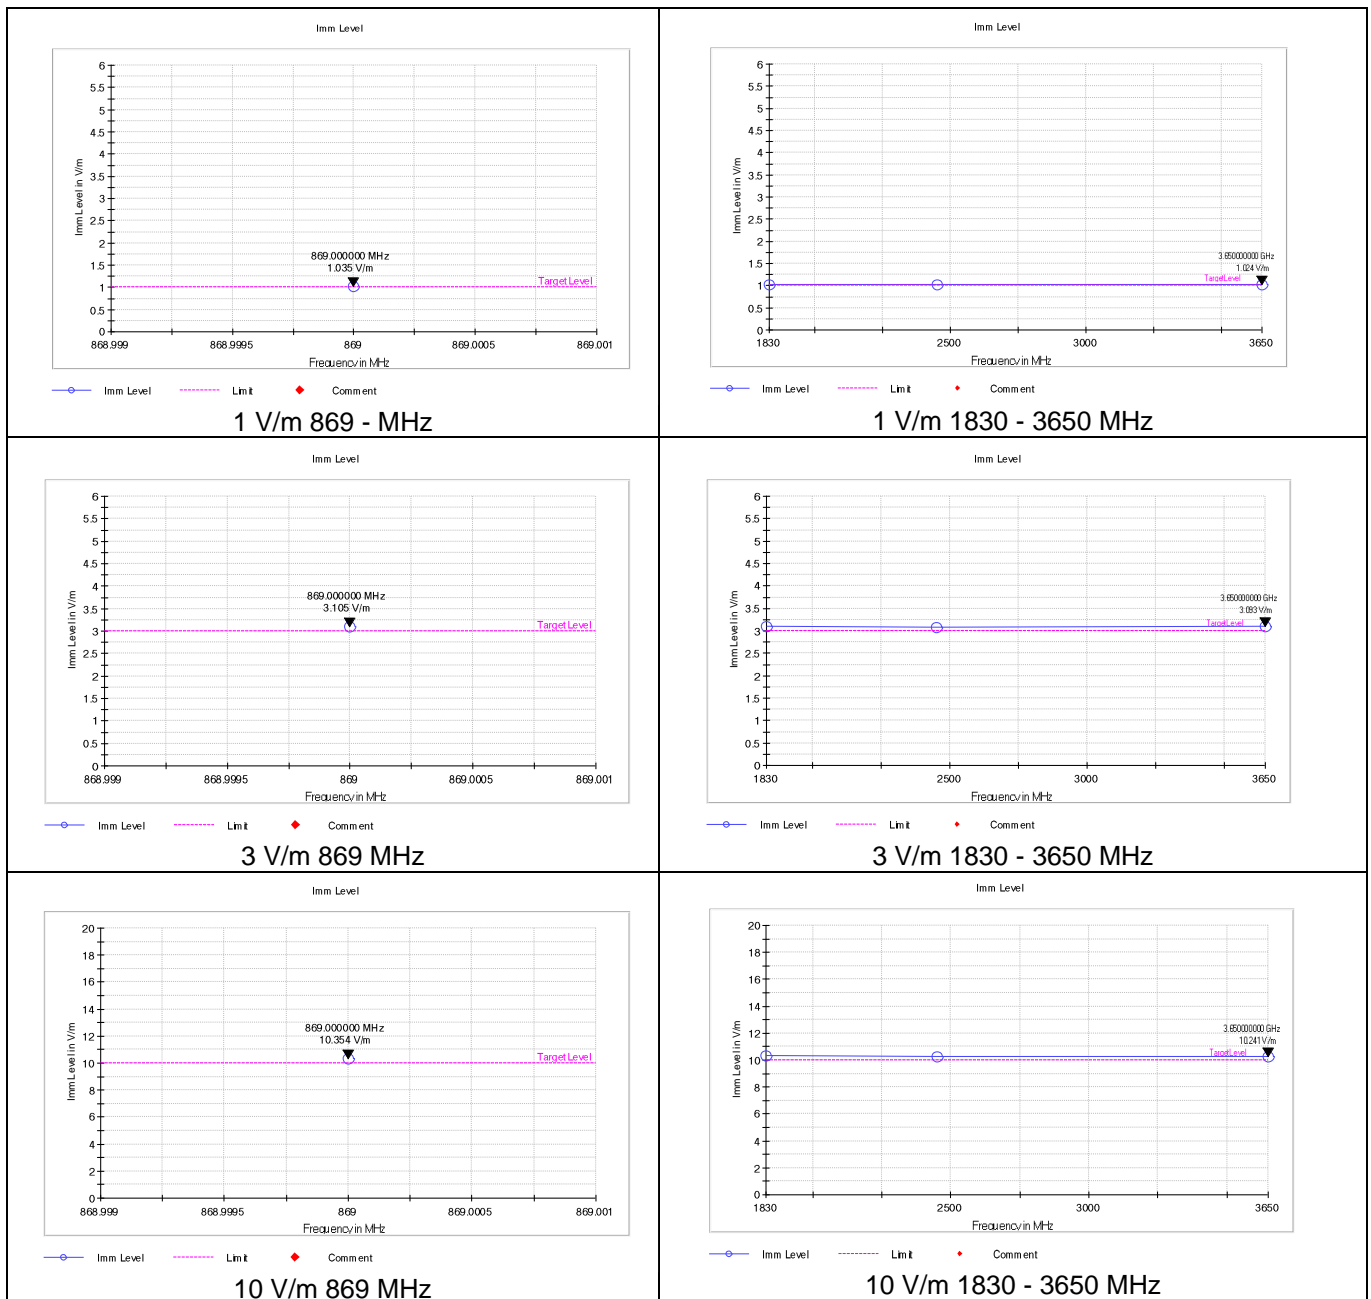 Imm Level
6
5.5
5
4.5
4
3.5
3
2.5
2
1.5
1
0.5
0
Imm Level in V/m
869.000000 MHz
1.035 V/m
Target Level
868.999 868.9995 869 869.0005 869.001
Frequency in MHz
Imm Level Limit Comment
1 V/m 869 - MHz
Imm Level
6
5.5
5
4.5
4
3.5
3
2.5
2
1.5
1
0.5
0
Imm Level in V/m
3.650000000 GHz
1.024 V/m
Target Level
1830 2500 3000 3650
Frequency in MHz
Imm Level Limit Comment
1 V/m 1830 - 3650 MHz
Imm Level
6
5.5
5
4.5
4
3.5
3
2.5
2
1.5
1
0.5
0
Imm Level in V/m
869.000000 MHz
3.105 V/m
Target Level
868.999 868.9995 869 869.0005 869.001
Frequency in MHz
Imm Level Limit Comment
3 V/m 869 MHz
Imm Level
6
5.5
5
4.5
4
3.5
3
2.5
2
1.5
1
0.5
0
Imm Level in V/m
3.650000000 GHz
3.093 V/m
Target Level
1830 2500 3000 3650
Frequency in MHz
Imm Level Limit Comment
3 V/m 1830 - 3650 MHz
Imm Level
20
18
16
14
12
10
8
6
4
2
0
Imm Level in V/m
869.000000 MHz
10.354 V/m
Target Level
868.999 868.9995 869 869.0005 869.001
Frequency in MHz
Imm Level Limit Comment
10 V/m 869 MHz
Imm Level
20
18
16
14
12
10
8
6
4
2
0
Imm Level in V/m
3.650000000 GHz
10.241 V/m
Target Level
1830 2500 3000 3650
Frequency in MHz
Imm Level Limit Comment
10 V/m 1830 - 3650 MHz